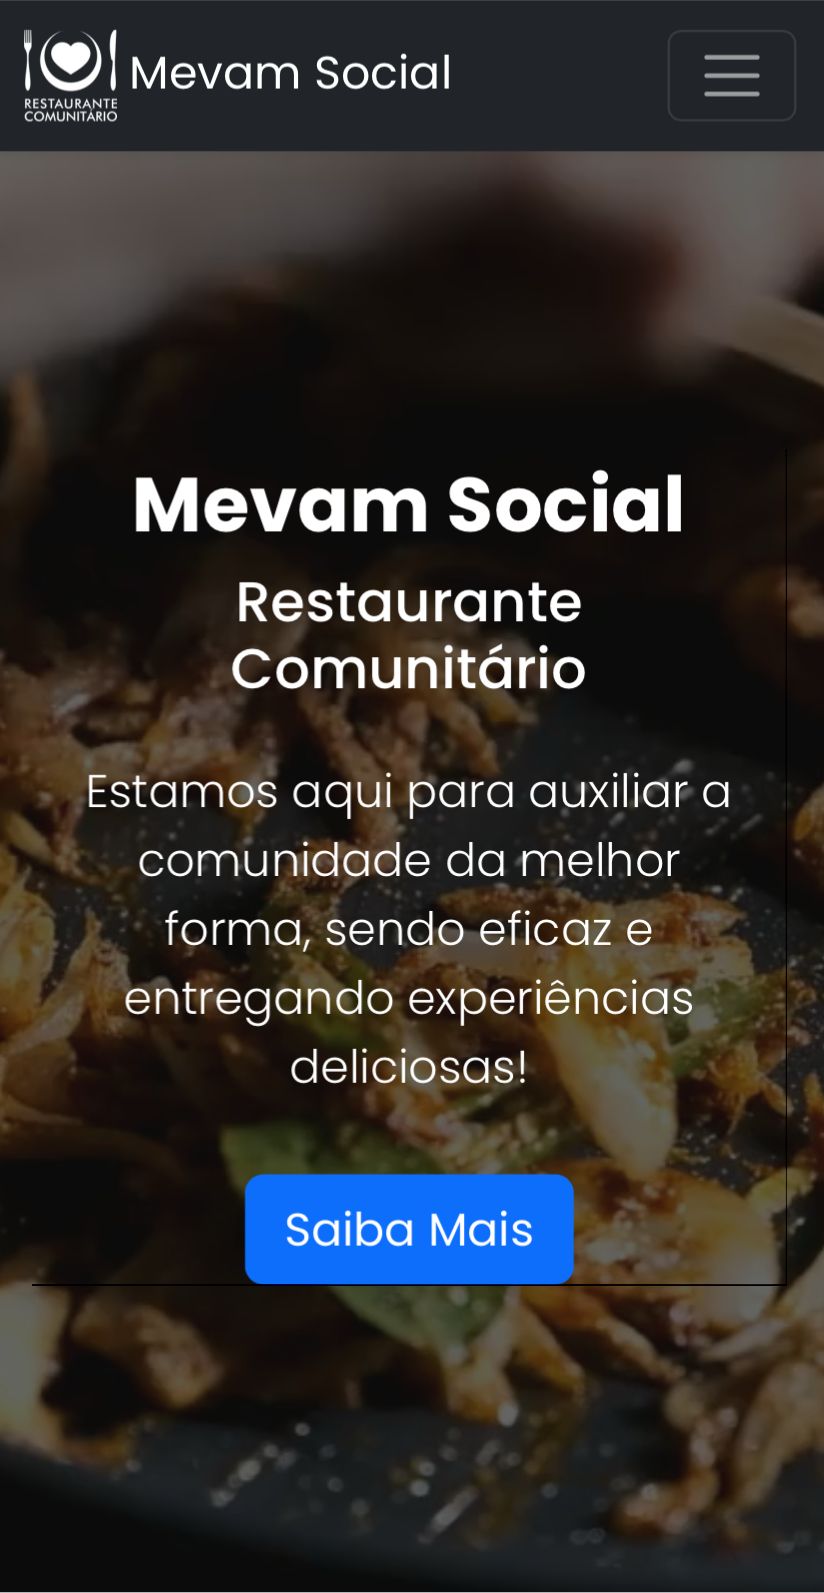 Mevam Social
RESTAURANTE
COMUNITÁRIO
Mevam Social
Restaurante
Comunitário
Estamos aqui para auxiliar a
comunidade da melhor
forma, sendo eficaz e
entregando experiências
deliciosas!
Saiba Mais